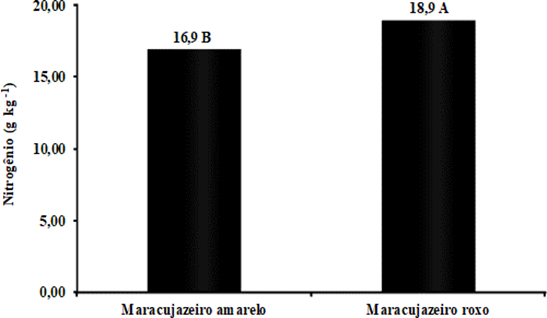 20,00
15,00
10,00
5,00
0,00
Nitrogênio (g kg-1)
16,9 B
18,9 A
Maracujazeiro amarelo
Maracujazeiro roxo